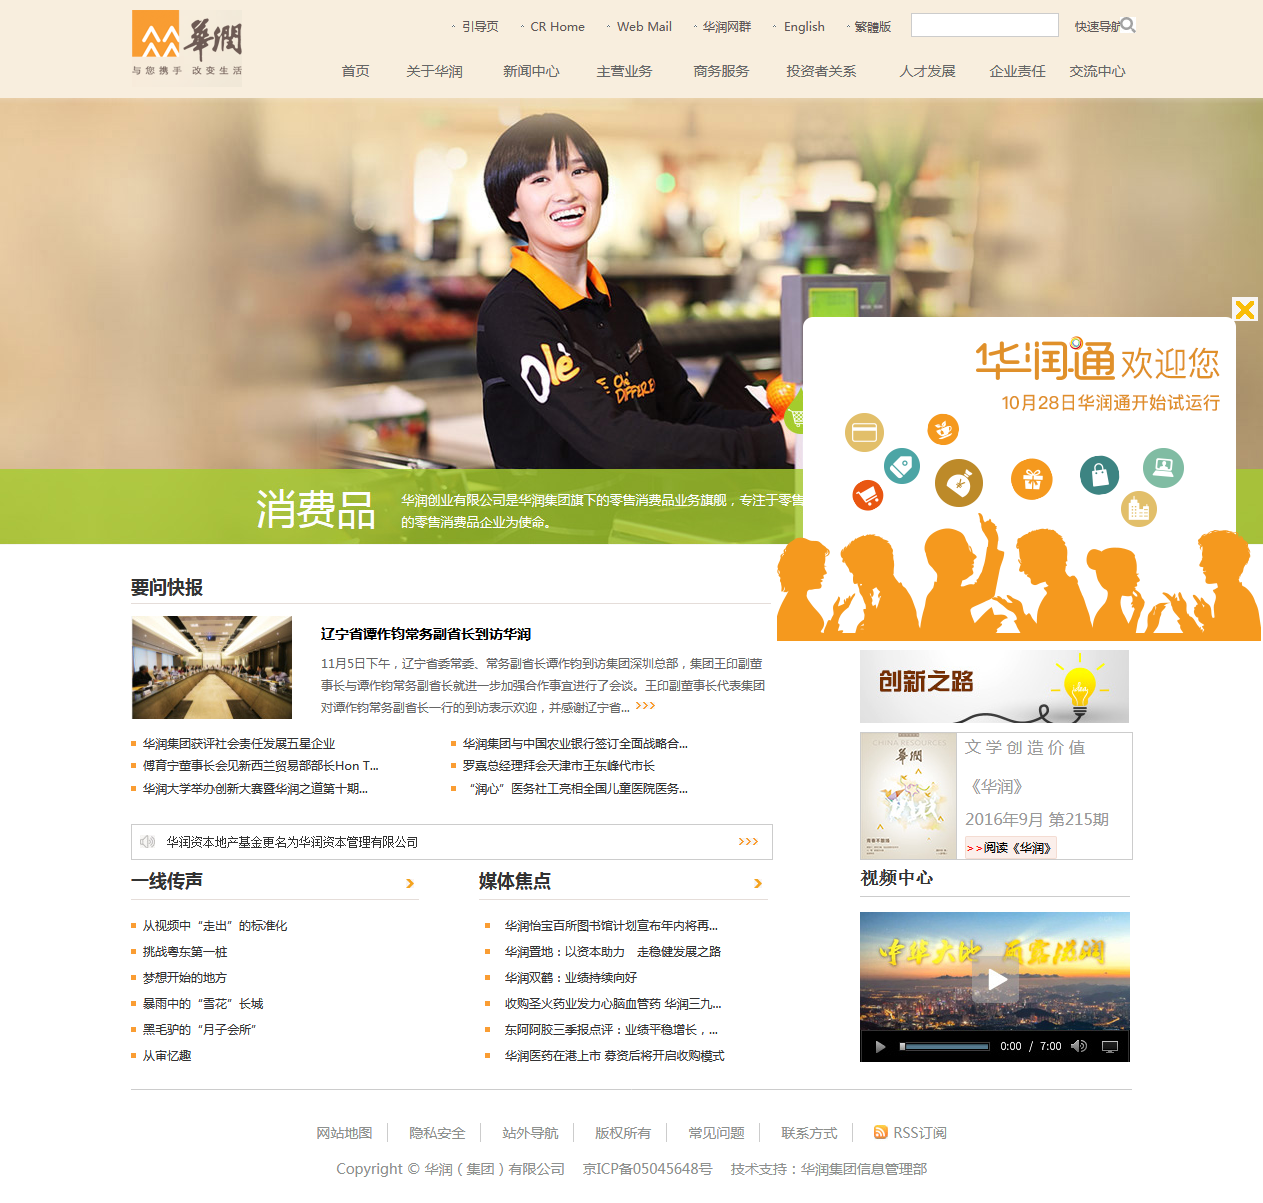 華潤
与您携手 改变生活
引导页 CR Home Web Mail 华润网群 English 繁體版 快速导航
首页 关于华润 新闻中心 主营业务 商务服务 投资者关系 人才发展 企业责任 交流中心
Olé
Olé
DIFFERENT
华润通 欢迎您
10月28日华润通开始试运行
消费品
华润创业有限公司是华润集团旗下的零售消费品业务旗舰，专注于零售
的零售消费品企业为使命。
要问快报
辽宁省谭作钧常务副省长到访华润
11月5日下午，辽宁省委常委、常务副省长谭作钧到访集团深圳总部，集团王印副董
事长与谭作钧常务副省长就进一步加强合作事宜进行了会谈。王印副董事长代表集团
对谭作钧常务副省长一行的到访表示欢迎，并感谢辽宁省... >>>
华润集团获评社会责任发展五星企业
傅育宁董事长会见新西兰贸易部部长Hon T...
华润大学举办创新大赛暨华润之道第十期...
华润集团与中国农业银行签订全面战略合...
罗嘉总经理拜会天津市王东峰代市长
“润心”医务社工亮相全国儿童医院医务...
华润资本地产基金更名为华润资本管理有限公司 >>>
创新之路
CHINA RESOURCES
華潤
文学创造价值
《华润》
2016年9月 第215期
>>阅读《华润》
一线传声 >
从视频中“走出”的标准化
挑战粤东第一桩
梦想开始的地方
暴雨中的“雪花”长城
黑毛驴的“月子会所”
从审忆趣
媒体焦点 >
华润怡宝百所图书馆计划宣布年内将再...
华润置地：以资本助力　走稳健发展之路
华润双鹤：业绩持续向好
收购圣火药业发力心脑血管药 华润三九...
东阿阿胶三季报点评：业绩平稳增长，...
华润医药在港上市 募资后将开启收购模式
视频中心
中华大地 雨露滋润
0:00 / 7:00
网站地图 隐私安全 站外导航 版权所有 常见问题 联系方式 RSS订阅
Copyright © 华润（集团）有限公司 京ICP备05045648号 技术支持：华润集团信息管理部